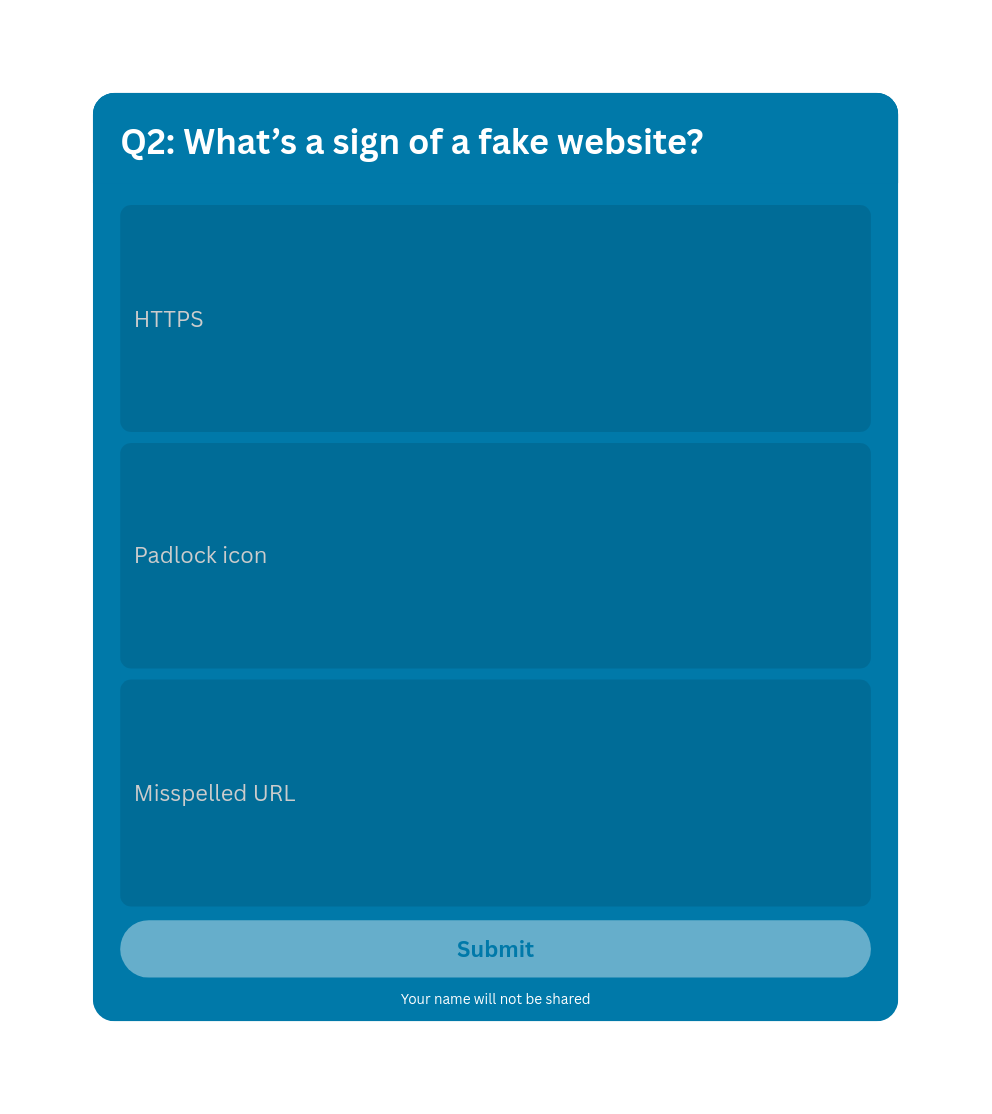 Q2: What’s a sign of a fake website?
HTTPS
Padlock icon
Misspelled URL
Submit
Your name will not be shared